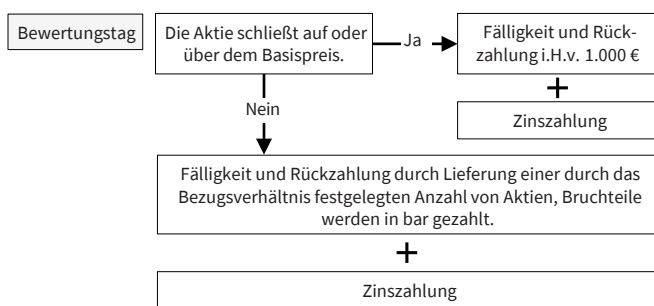 Bewertungstag
Die Aktie schließt auf oder
über dem Basispreis.
Ja
Fälligkeit und Rück-
zahlung i.H.v. 1.000 €
+
Zinszahlung
Nein
Fälligkeit und Rückzahlung durch Lieferung einer durch das
Bezugsverhältnis festgelegten Anzahl von Aktien, Bruchteile
werden in bar gezahlt.
+
Zinszahlung